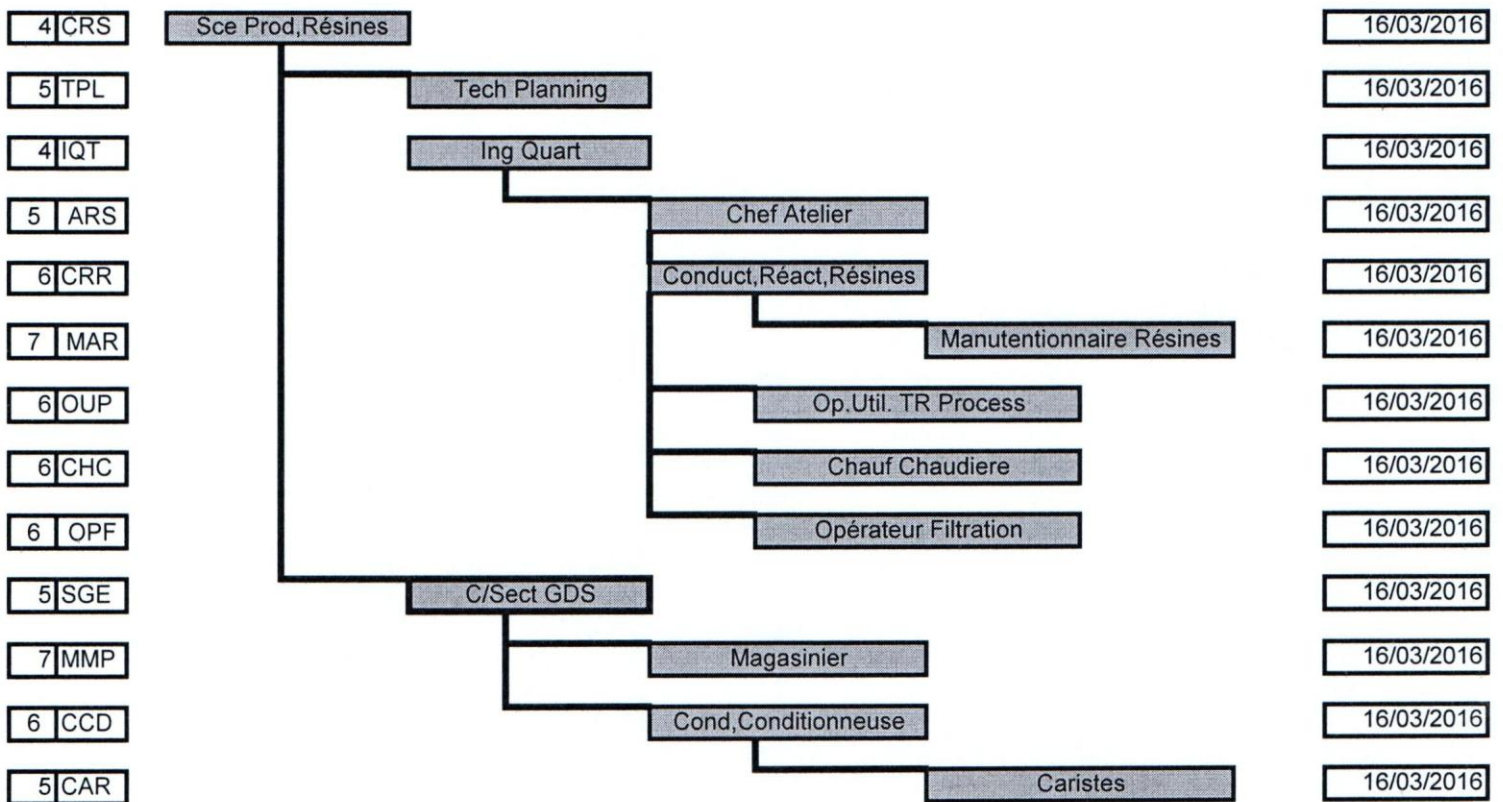 4 CRS Sce Prod,Résines 16/03/2016
5 TPL Tech Planning 16/03/2016
4 IQT Ing Quart 16/03/2016
5 ARS Chef Atelier 16/03/2016
6 CRR Conduct,Réact,Résines 16/03/2016
7 MAR Manutentionnaire Résines 16/03/2016
6 OUP Op.Util. TR Process 16/03/2016
6 CHC Chauf Chaudiere 16/03/2016
6 OPF Opérateur Filtration 16/03/2016
5 SGE C/Sect GDS 16/03/2016
7 MMP Magasinier 16/03/2016
6 CCD Cond,Conditionneuse 16/03/2016
5 CAR Caristes 16/03/2016